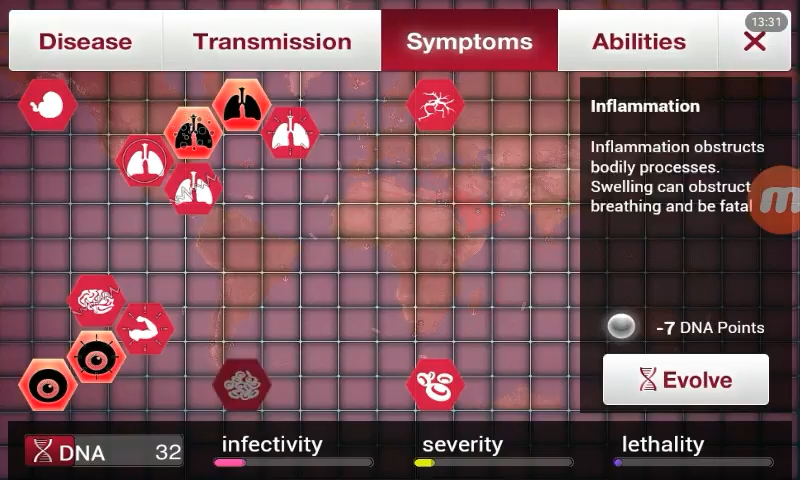 13:31
Disease
Transmission
Symptoms
Abilities
Inflammation
Inflammation obstructs
bodily processes.
Swelling can obstruct
breathing and be fatal
-7 DNA Points
Evolve
DNA 32
infectivity
severity
lethality